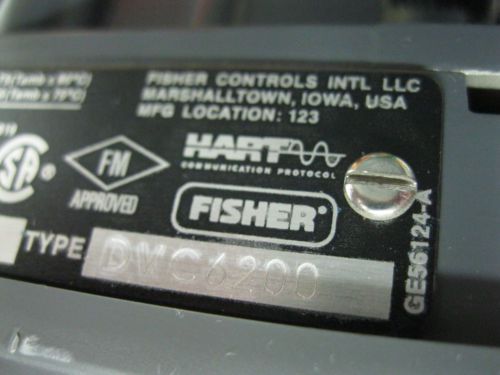 FISHER CONTROLS INTL LLC
MARSHALLTOWN, IOWA, USA
MFG LOCATION: 123
HART
COMMUNICATION PROTOCOL
SA
FM
APPROVED
FISHER
TYPE DVC6200
GE56124-A